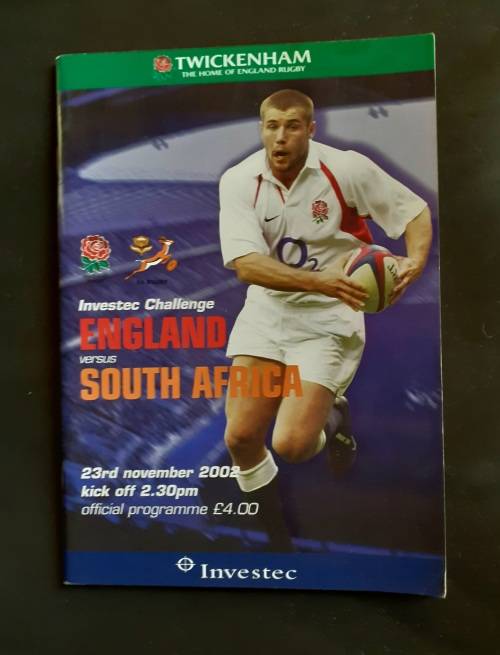 TWICKENHAM
THE HOME OF ENGLAND RUGBY
O2
Investec Challenge
ENGLAND
versus
SOUTH AFRICA
23rd november 2002
kick off 2.30pm
official programme £4.00
Investec